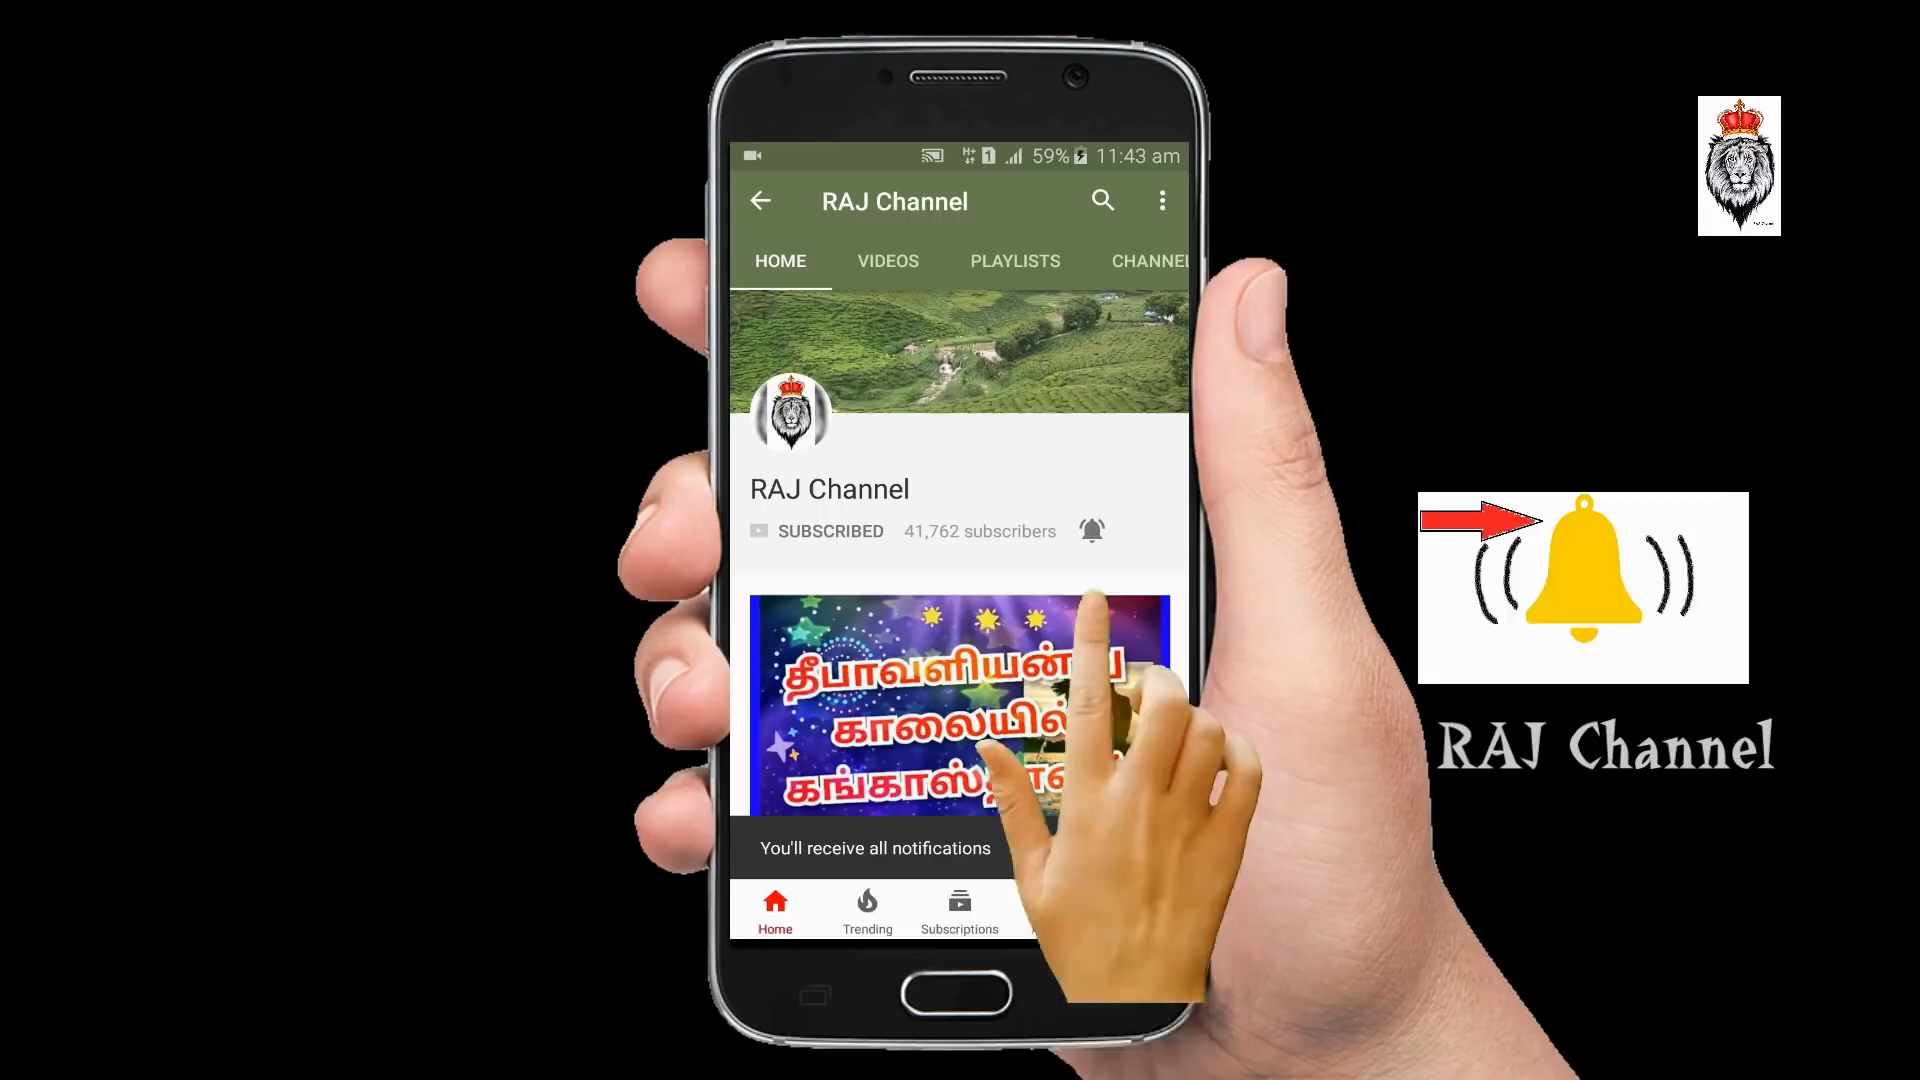 59% 11:43 am
RAJ Channel
HOME VIDEOS PLAYLISTS CHANNEL
RAJ Channel
SUBSCRIBED 41,762 subscribers
தீபாவளியன்
காலையில்
You'll receive all notifications
Home Trending Subscriptions
RAJ Channel